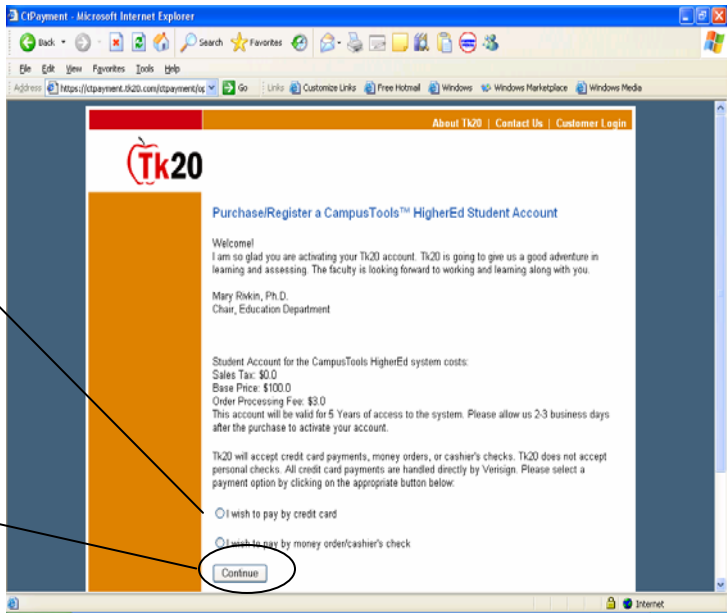 CtPayment - Microsoft Internet Explorer
Back Search Favorites
File Edit View Favorites Tools Help
Address https://ctpayment.tk20.com/ctpayment/op Go Links Customize Links Free Hotmail Windows Windows Marketplace Windows Media
About Tk20 | Contact Us | Customer Login
Tk20
Purchase/Register a CampusTools™ HigherEd Student Account
Welcome!
I am so glad you are activating your Tk20 account. Tk20 is going to give us a good adventure in
learning and assessing. The faculty is looking forward to working and learning along with you.
Mary Rivkin, Ph.D.
Chair, Education Department
Student Account for the CampusTools HigherEd system costs:
Sales Tax: $0.0
Base Price: $100.0
Order Processing Fee: $3.0
This account will be valid for 5 Years of access to the system. Please allow us 2-3 business days
after the purchase to activate your account.
Tk20 will accept credit card payments, money orders, or cashier's checks. Tk20 does not accept
personal checks. All credit card payments are handled directly by Verisign. Please select a
payment option by clicking on the appropriate button below:
I wish to pay by credit card
I wish to pay by money order/cashier's check
Continue
Internet